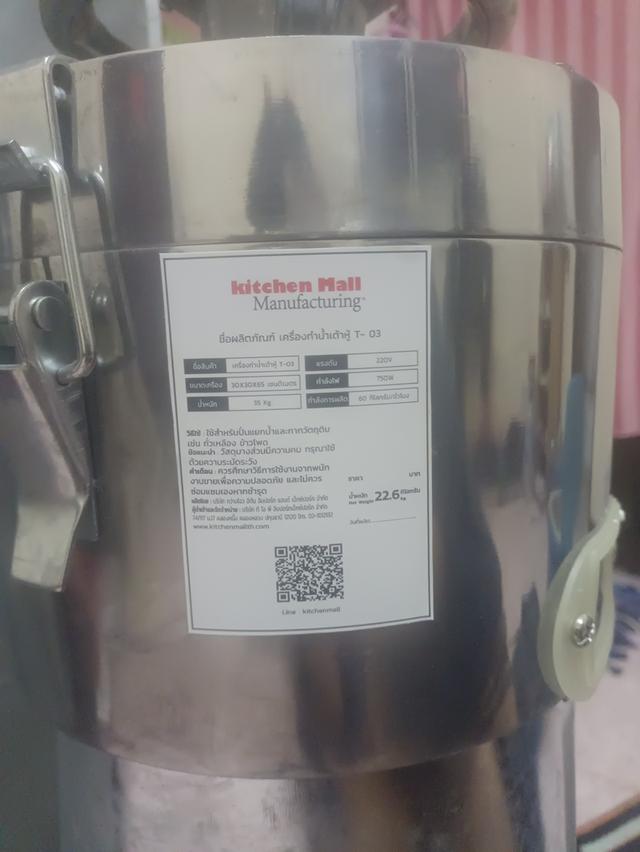 kitchen Mall
Manufacturing™
ชื่อผลิตภัณฑ์ เครื่องทำน้ำเต้าหู้ T- 03
ชื่อสินค้า เครื่องทำน้ำเต้าหู้ T-03 แรงดัน 220V
ขนาดเครื่อง 30X30X65 เซนติเมตร กำลังไฟ 750W
น้ำหนัก 35 Kg กำลังการผลิต 60 กิโลกรัม/ชั่วโมง
วิธีใช้ : ใช้สำหรับปั่นแยกน้ำและกากวัตถุดิบ
เช่น ถั่วเหลือง ข้าวโพด
ข้อแนะนำ : วัสดุบางส่วนมีความคม กรุณาใช้
ด้วยความระมัดระวัง
คำเตือน : ควรศึกษาวิธีการใช้งานจากพนัก
งานขายเพื่อความปลอดภัย และไม่ควร
ซ่อมแซมเองหากชำรุด
ราคา บาท
น้ำหนัก Net Weight 22.6 กิโลกรัม Kg
วันที่ผลิต
www.kitchenmallth.com
Line : kitchenmall